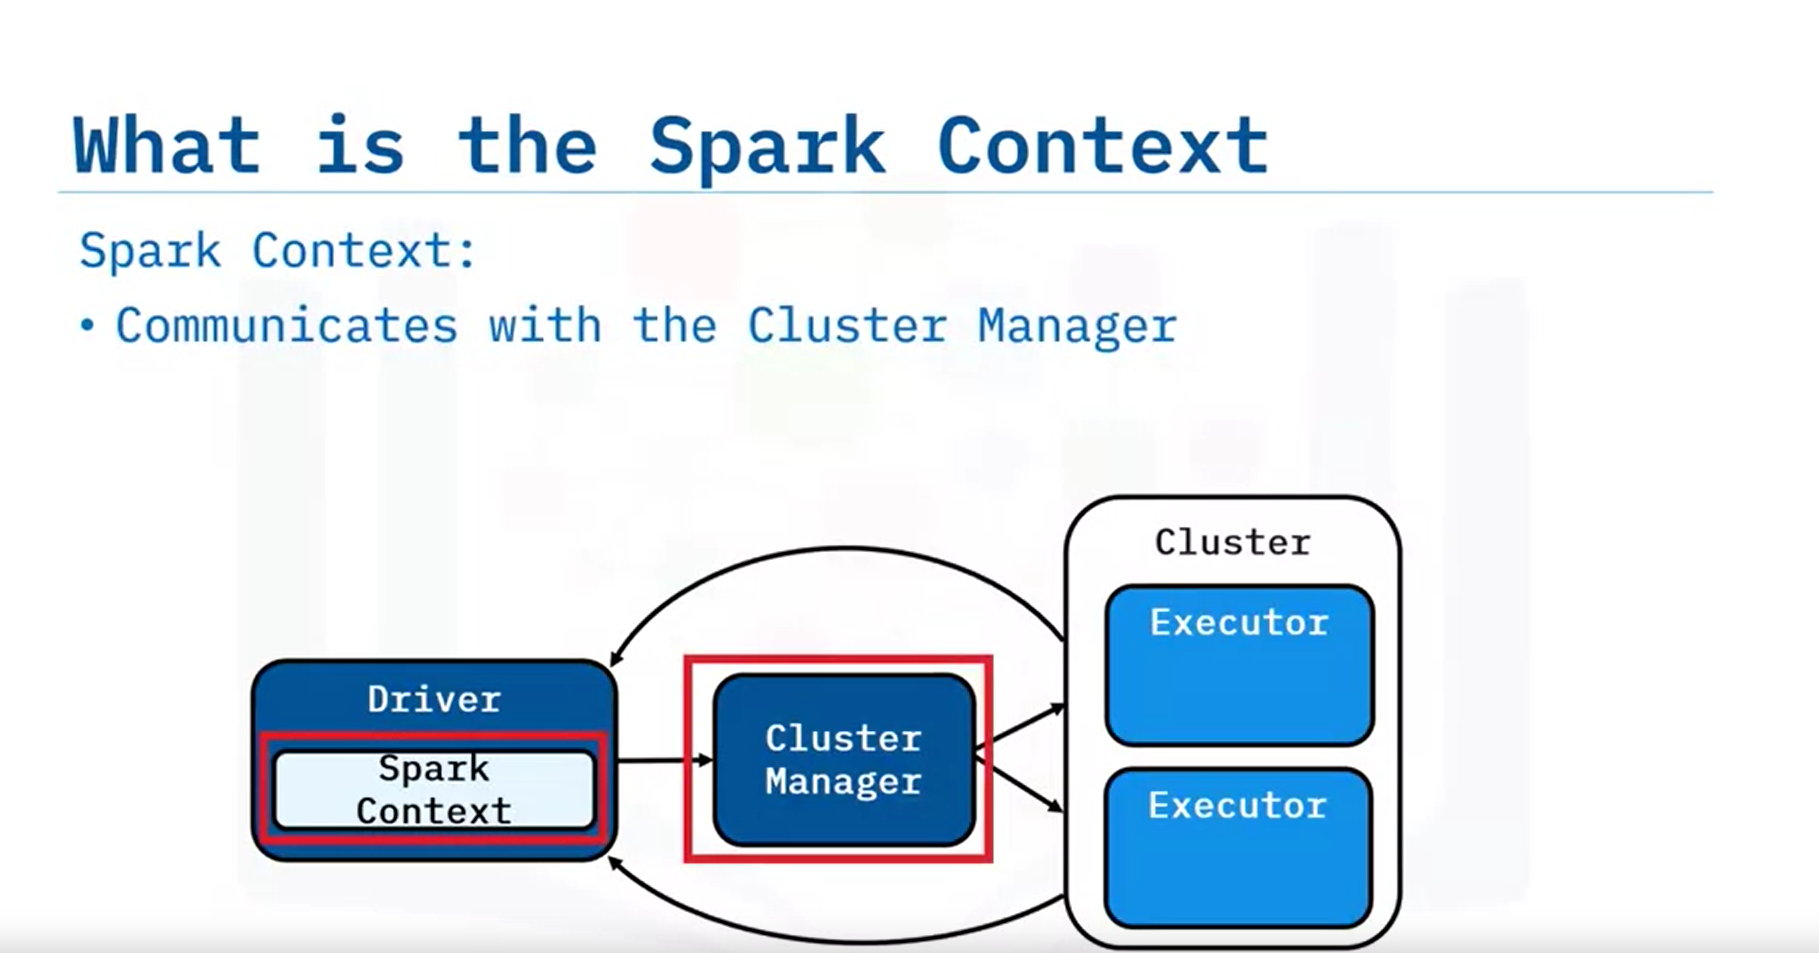 What is the Spark Context
Spark Context:
• Communicates with the Cluster Manager
Cluster
Executor
Driver
Spark
Context
Cluster
Manager
Executor